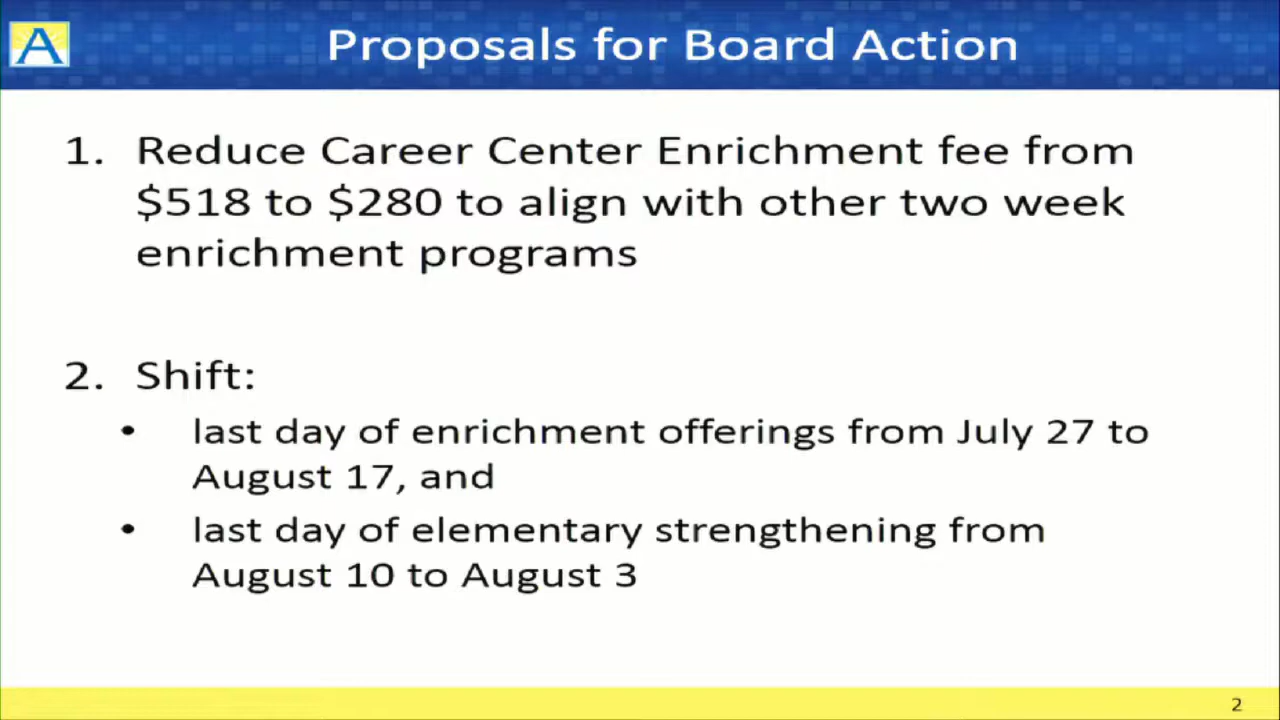 A
Proposals for Board Action
1. Reduce Career Center Enrichment fee from
$518 to $280 to align with other two week
enrichment programs
2. Shift:
• last day of enrichment offerings from July 27 to
August 17, and
• last day of elementary strengthening from
August 10 to August 3
2